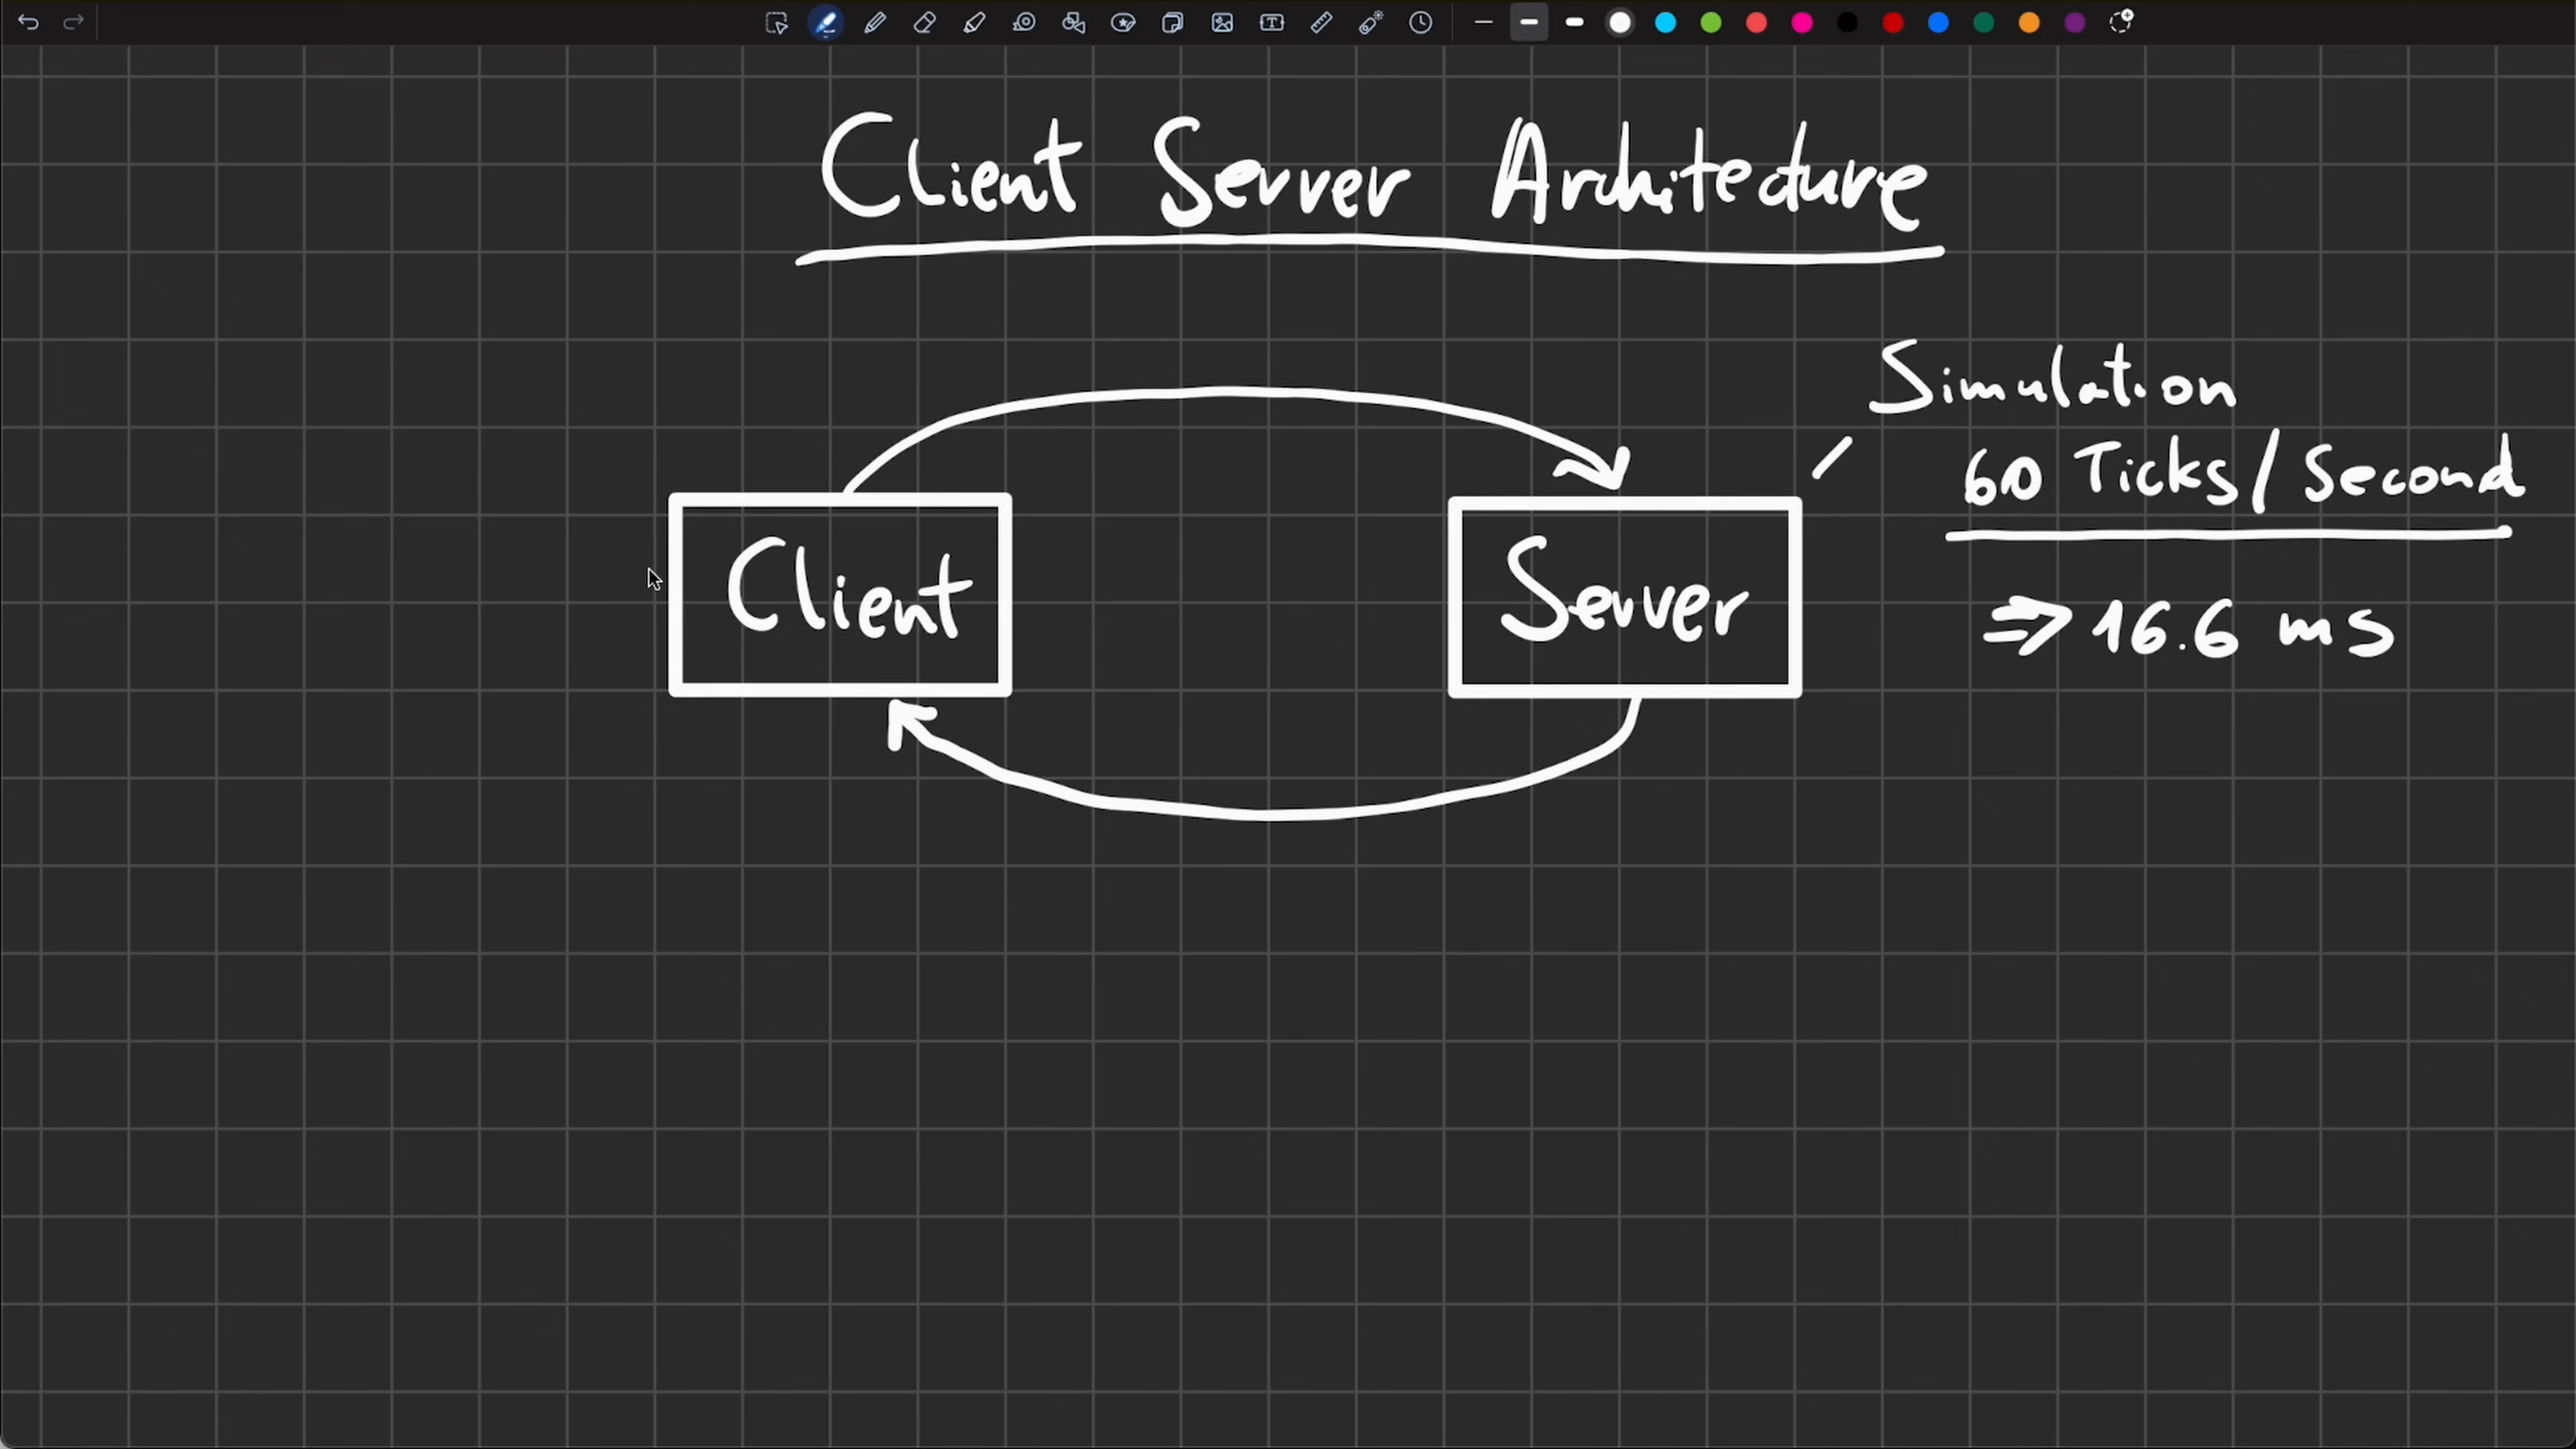 Client Server Architecture
Simulation
60 Ticks/Second
⇒ 16.6 ms
Client
Server